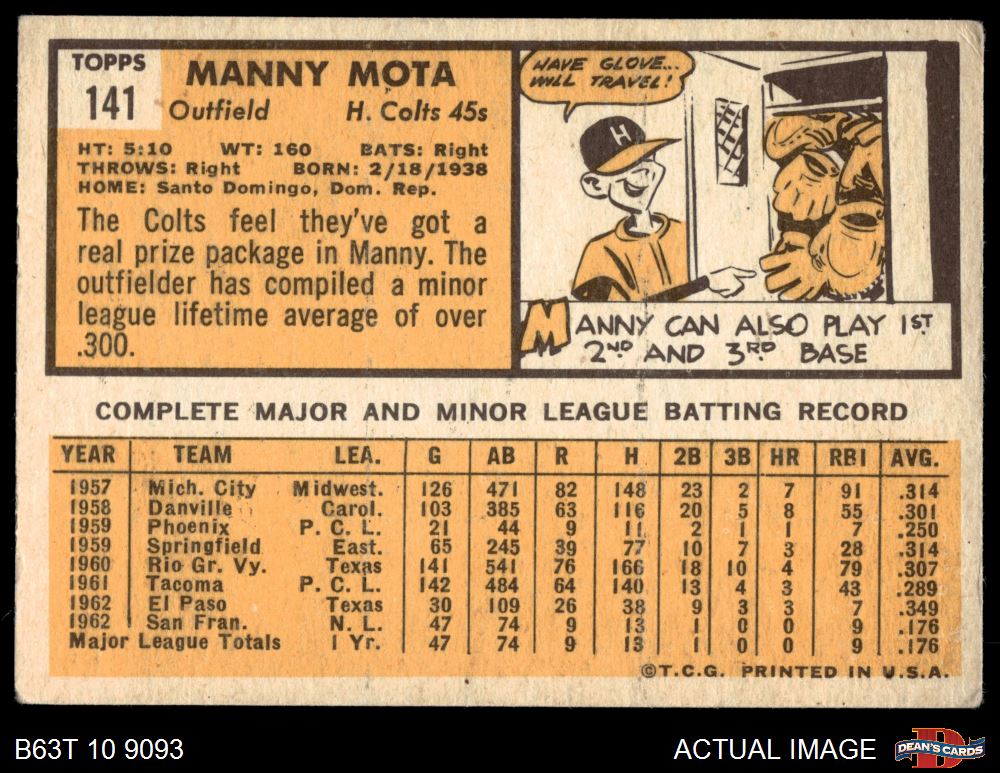 TOPPS
141
MANNY MOTA
Outfield H. Colts 45s
HT: 5:10 WT: 160 BATS: Right
THROWS: Right BORN: 2/18/1938
HOME: Santo Domingo, Dom. Rep.
The Colts feel they've got a
real prize package in Manny. The
outfielder has compiled a minor
league lifetime average of over
.300.
HAVE GLOVE...
WILL TRAVEL!
H
MANNY CAN ALSO PLAY 1ST
2ND AND 3RD BASE
COMPLETE MAJOR AND MINOR LEAGUE BATTING RECORD
YEAR TEAM LEA. G AB R H 2B 3B HR RBI AVG.
1957 Mich. City Midwest. 126 471 82 148 23 2 7 91 .314
1958 Danville Carol. 103 385 63 116 20 5 8 55 .301
1959 Phoenix P. C. L. 21 44 9 11 2 1 1 7 .250
1959 Springfield East. 65 245 39 77 10 7 3 28 .314
1960 Rio Gr. Vy. Texas 141 541 76 166 18 10 4 79 .307
1961 Tacoma P. C. L. 142 484 64 140 13 4 3 43 .289
1962 El Paso Texas 30 109 26 38 9 3 3 7 .349
1962 San Fran. N. L. 47 74 9 13 1 0 0 9 .176
Major League Totals 1 Yr. 47 74 9 13 1 0 0 9 .176
©T.C.G. PRINTED IN U.S.A.
B63T 10 9093 ACTUAL IMAGE
D
DEAN'S CARDS